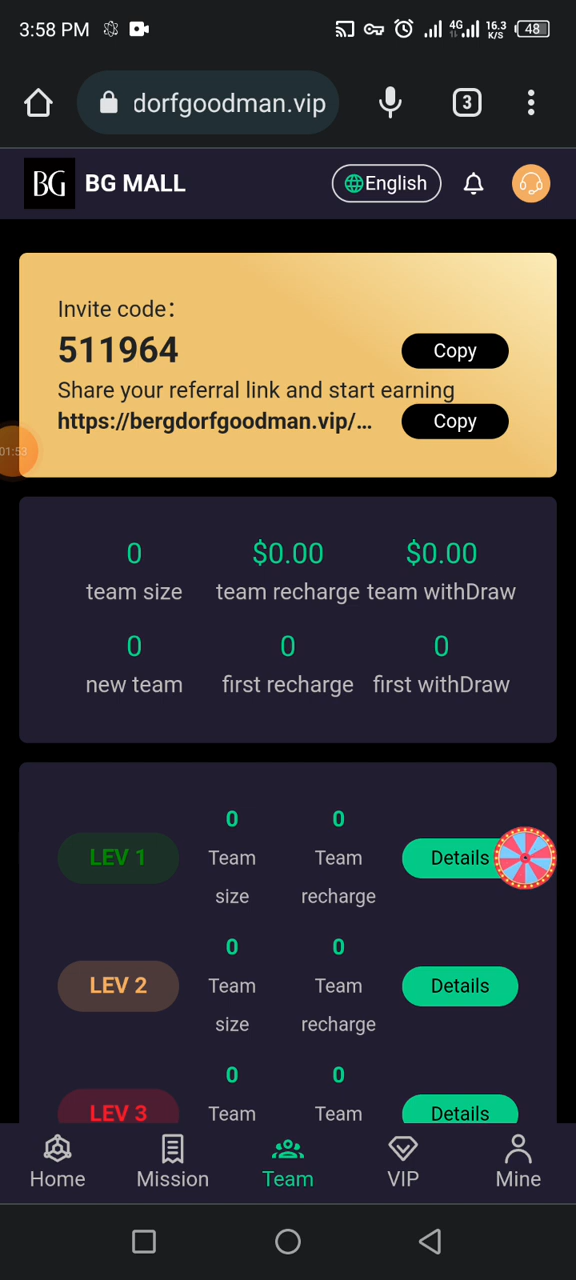 3:58 PM 4G 16.3 K/S 48
dorfgoodman.vip 3
BG BG MALL English
Invite code：
511964 Copy
Share your referral link and start earning
https://bergdorfgoodman.vip/... Copy
01:53
0 $0.00 $0.00
team size team recharge team withDraw
0 0 0
new team first recharge first withDraw
0 0
LEV 1 Team Team Details
size recharge
0 0
LEV 2 Team Team Details
size recharge
0 0
LEV 3 Team Team Details
Home Mission Team VIP Mine